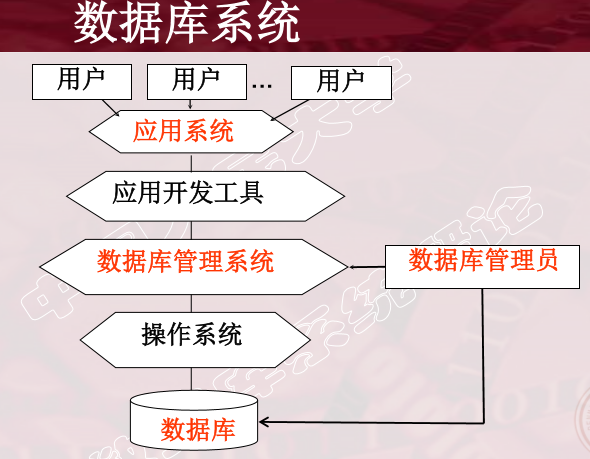 数据库系统
用户 用户 … 用户
应用系统
应用开发工具
数据库管理系统 数据库管理员
操作系统
数据库